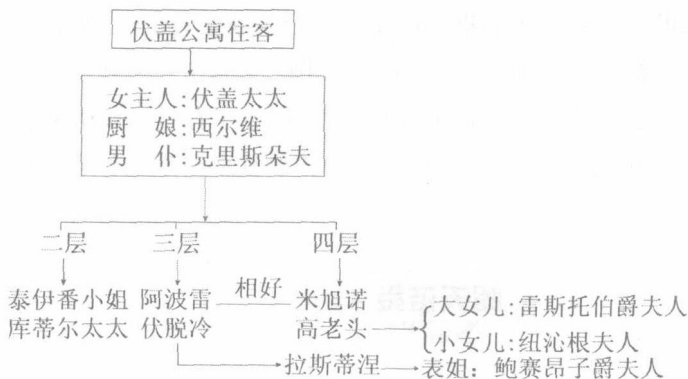 伏盖公寓住客
女主人:伏盖太太
厨 娘:西尔维
男 仆:克里斯朵夫
二层 三层 四层
泰伊番小姐 阿波雷 相好 米旭诺 大女儿:雷斯托伯爵夫人
库蒂尔太太 伏脱冷 高老头 小女儿:纽沁根夫人
拉斯蒂涅 表姐:鲍赛昂子爵夫人